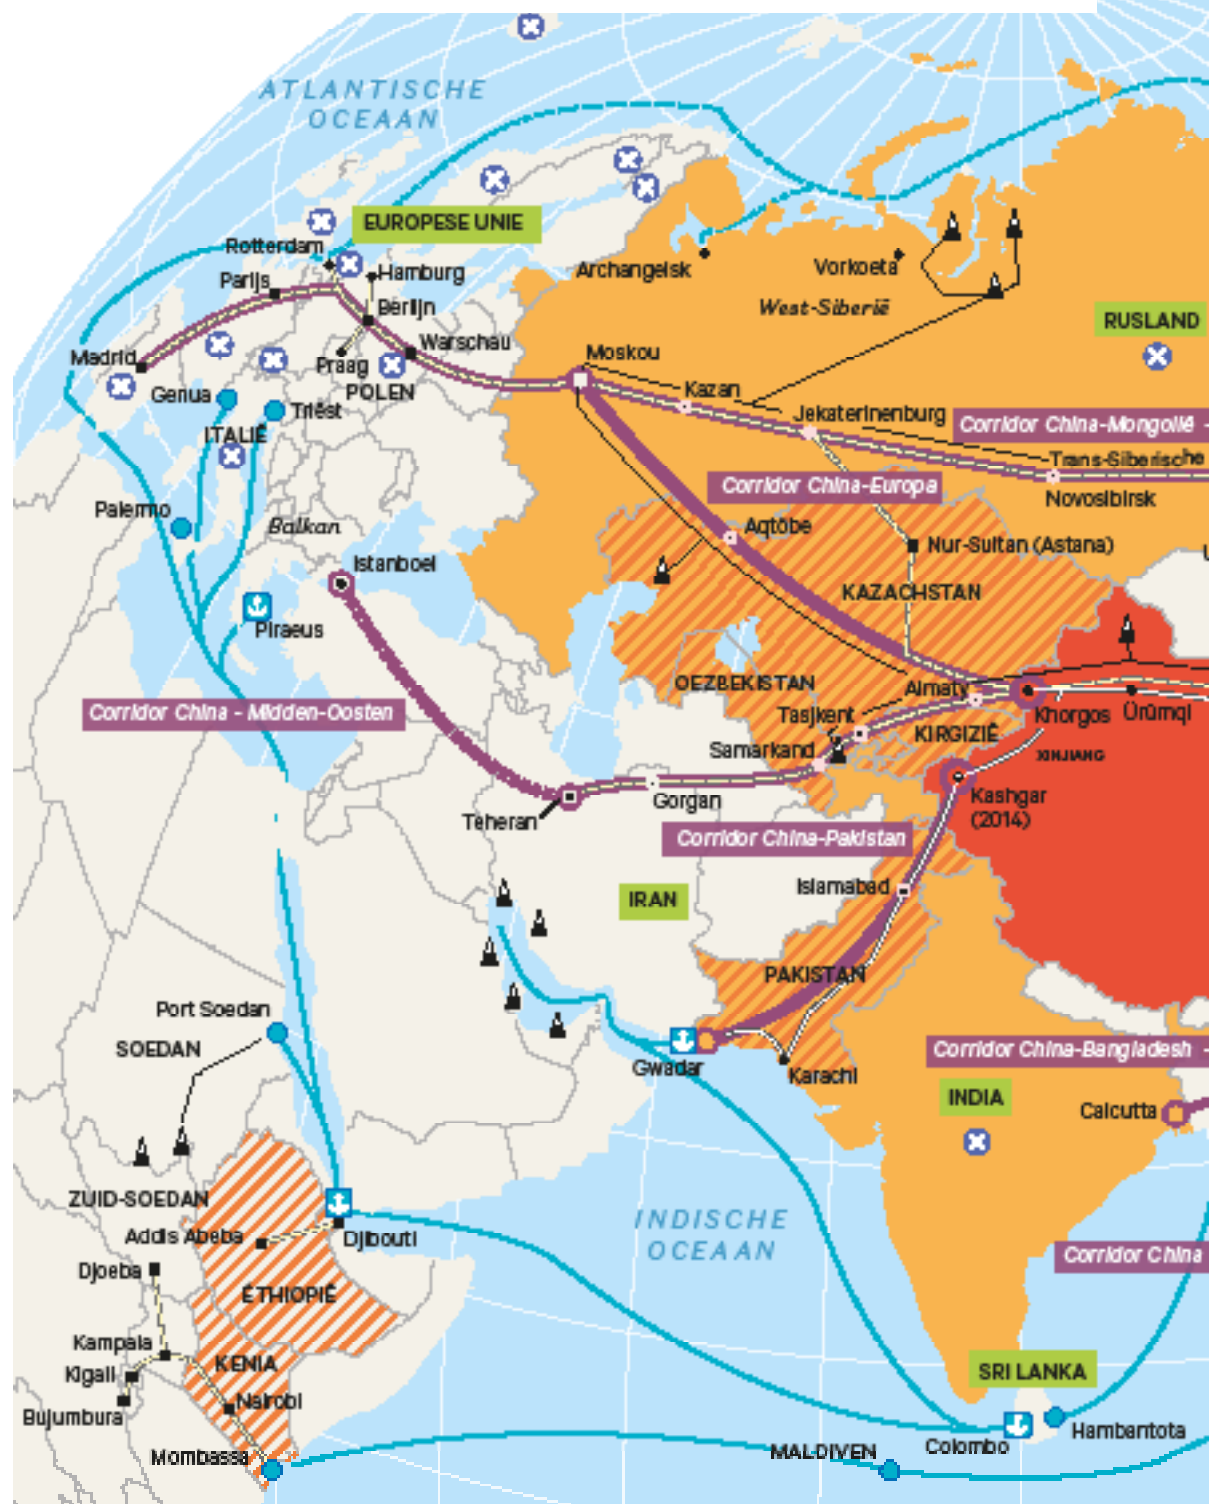 ATLANTISCHE
OCEAAN
EUROPESE UNIE
Rotterdam
Hamburg
Parijs
Berlijn
Warschau
Madrid
Praag
POLEN
Genua
Triëst
ITALIË
Palermo
Balkan
Istanboel
Piraeus
Archangelsk
Vorkoeta
West-Siberië
RUSLAND
Moskou
Kazan
Jekaterinenburg
Corridor China-Mongolië -
Trans-Siberische
Novosibirsk
Corridor China-Europa
Aqtöbe
Nur-Sultan (Astana)
KAZACHSTAN
OEZBEKISTAN
Almaty
Tasjkent
Khorgos
Ürümqi
KIRGIZIË
Samarkand
XINJIANG
Corridor China - Midden-Oosten
Gorgan
Teheran
Kashgar
(2014)
Corridor China-Pakistan
Islamabad
IRAN
PAKISTAN
Port Soedan
SOEDAN
Gwadar
Karachi
Corridor China-Bangladesh -
INDIA
Calcutta
ZUID-SOEDAN
Addis Abeba
Djibouti
INDISCHE
OCEAAN
Corridor China
Djoeba
ÉTHIOPIË
Kampala
KENIA
Kigali
Nairobi
Bujumbura
SRI LANKA
Mombassa
MALDIVEN
Colombo
Hambantota